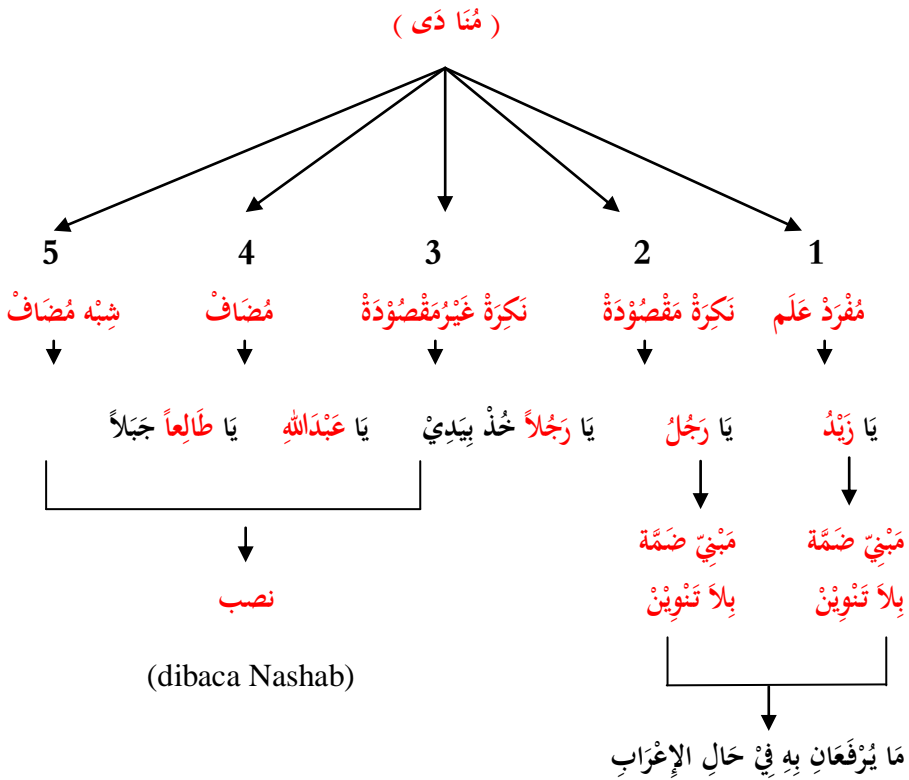 ( مُنَا دَى )
1 2 3 4 5
مُفْرَدْ عَلَم نَكِرَةْ مَقْصُوْدَةْ نَكِرَةْ غَيْرُمَقْصُوْدَةْ مُضَافْ شِبْه مُضَافْ
يَا زَيْدُ يَا رَجُلُ يَا رَجُلاً خُذْ بِيَدِيْ يَا عَبْدَاللهِ يَا طَالِعاً جَبَلاً
مَبْنِيّ ضَمَّة مَبْنِيّ ضَمَّة
بِلاَ تَنْوِيْنْ بِلاَ تَنْوِيْنْ نصب
(dibaca Nashab)
مَا يُرْفَعَانِ بِهِ فِيْ حَالِ الإِعْرَابِ